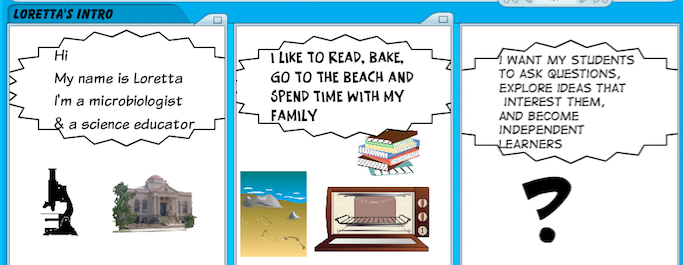 LORETTA'S INTRO
Hi
My name is Loretta
I'm a microbiologist
& a science educator
I LIKE TO READ, BAKE,
GO TO THE BEACH AND
SPEND TIME WITH MY
FAMILY
I WANT MY STUDENTS
TO ASK QUESTIONS,
EXPLORE IDEAS THAT
INTEREST THEM,
AND BECOME
INDEPENDENT
LEARNERS
?